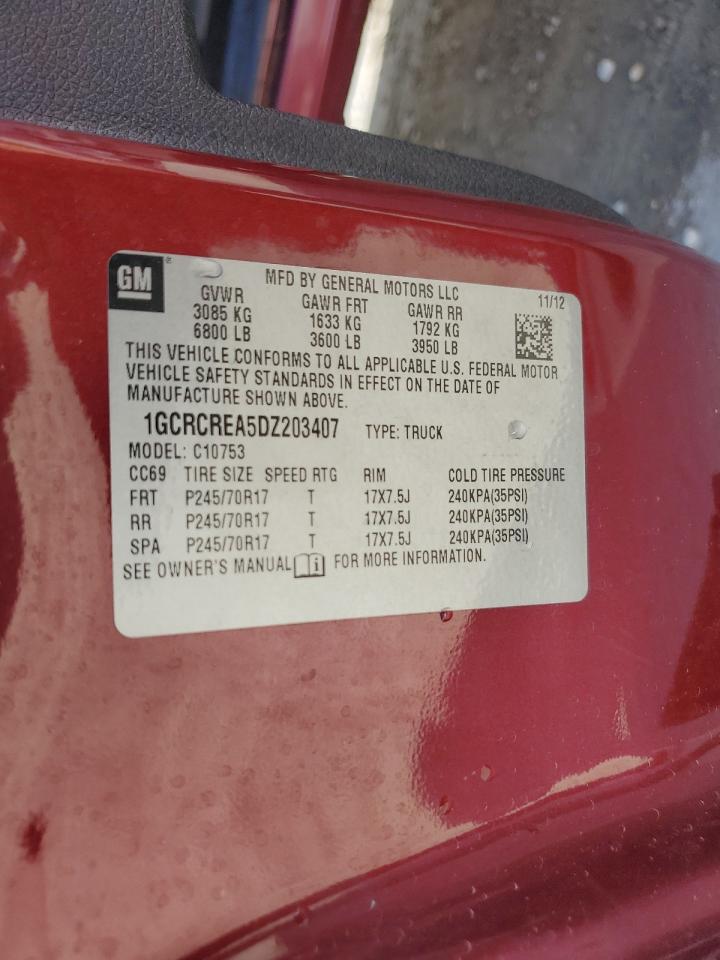 GM
MFD BY GENERAL MOTORS LLC 11/12
GVWR GAWR FRT GAWR RR
3085 KG 1633 KG 1792 KG
6800 LB 3600 LB 3950 LB
THIS VEHICLE CONFORMS TO ALL APPLICABLE U.S. FEDERAL MOTOR
VEHICLE SAFETY STANDARDS IN EFFECT ON THE DATE OF
MANUFACTURE SHOWN ABOVE.
1GCRCREA5DZ203407 TYPE: TRUCK
MODEL: C10753
CC69 TIRE SIZE SPEED RTG RIM COLD TIRE PRESSURE
FRT P245/70R17 T 17X7.5J 240KPA(35PSI)
RR P245/70R17 T 17X7.5J 240KPA(35PSI)
SPA P245/70R17 T 17X7.5J 240KPA(35PSI)
SEE OWNER'S MANUAL i FOR MORE INFORMATION.